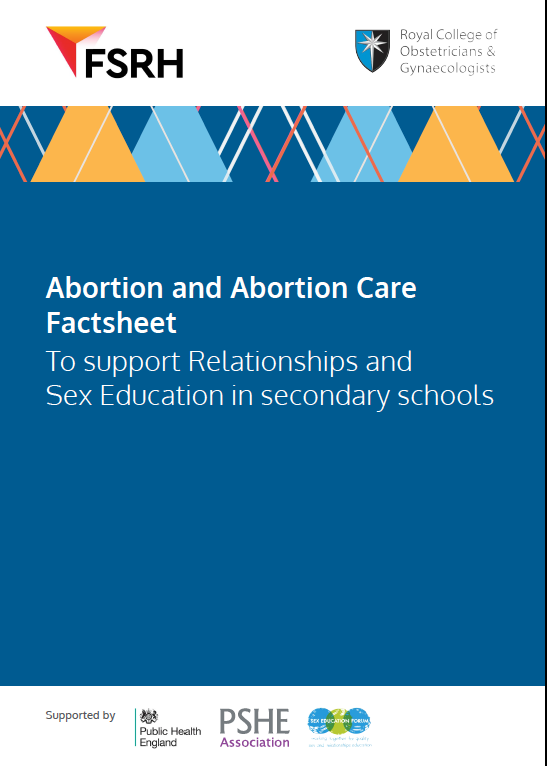 FSRH
Royal College of
Obstetricians &
Gynaecologists
Abortion and Abortion Care
Factsheet
To support Relationships and
Sex Education in secondary schools
Supported by
Public Health
England
PSHE
Association
SEX EDUCATION FORUM